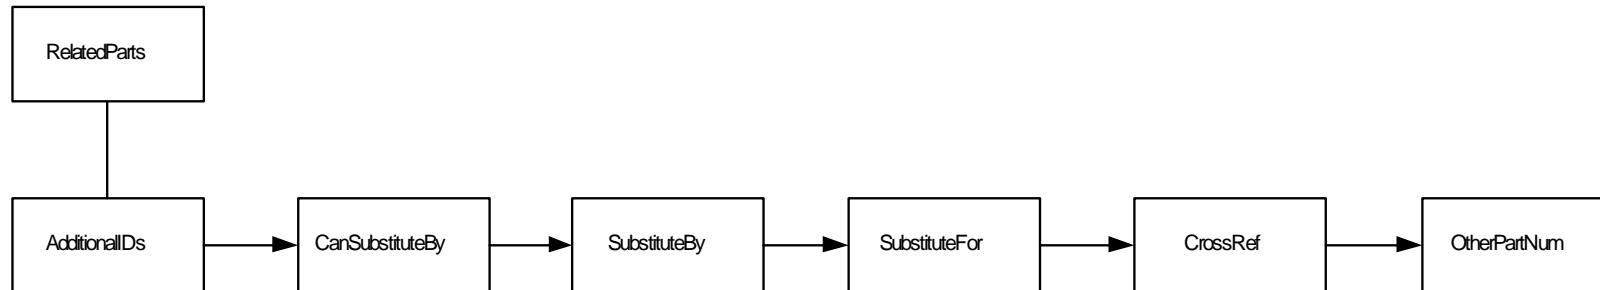 RelatedParts
AdditionalIDs
CanSubstituteBy
SubstituteBy
SubstituteFor
CrossRef
OtherPartNum